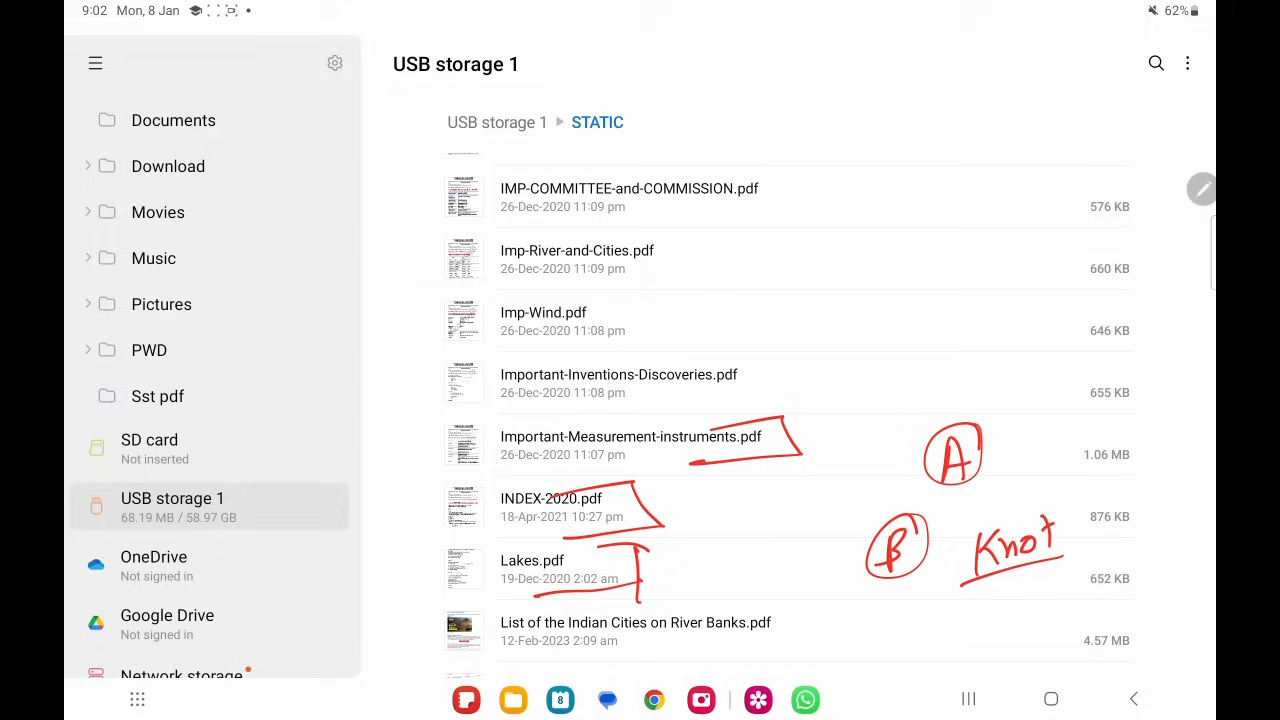 9:02 Mon, 8 Jan
62%
Documents
Download
Movies
Music
Pictures
PWD
Sst pdf
SD card
Not inserted
USB storage 1
68.19 MB /
.97 GB
OneDrive
Not signed in
Google Drive
Not signed in
Network storage
USB storage 1
USB storage 1 STATIC
IMP-COMMITTEE-and-COMMISSION.pdf
26-Dec-2020 11:09 pm 576 KB
Imp-River-and-Cities.pdf
26-Dec-2020 11:09 pm 660 KB
Imp-Wind.pdf
26-Dec-2020 11:08 pm 646 KB
Important-Inventions-Discoveries.pdf
26-Dec-2020 11:08 pm 655 KB
Important-Measurement-instruments.pdf
26-Dec-2020 11:07 pm 1.06 MB
A
INDEX-2020.pdf
18-Apr-2021 10:27 pm 876 KB
P Knot
Lakes.pdf
19-Dec-2020 2:02 am 652 KB
List of the Indian Cities on River Banks.pdf
12-Feb-2023 2:09 am 4.57 MB
8